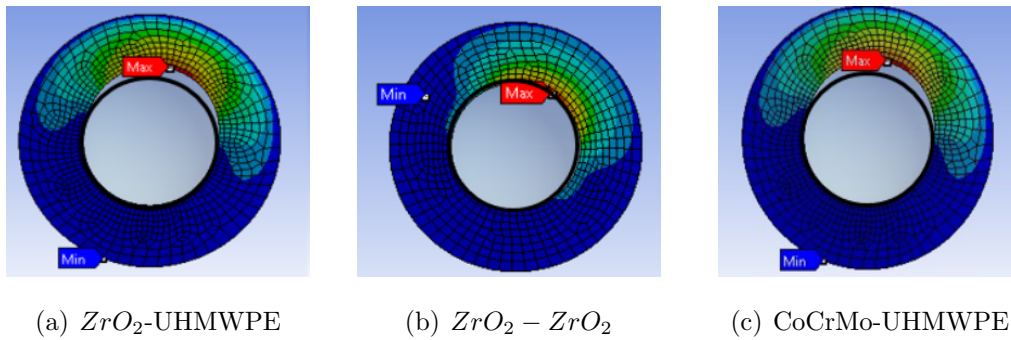 Max
Min
Max
Min
Max
Min
(a) ZrO₂-UHMWPE
(b) ZrO₂ − ZrO₂
(c) CoCrMo-UHMWPE